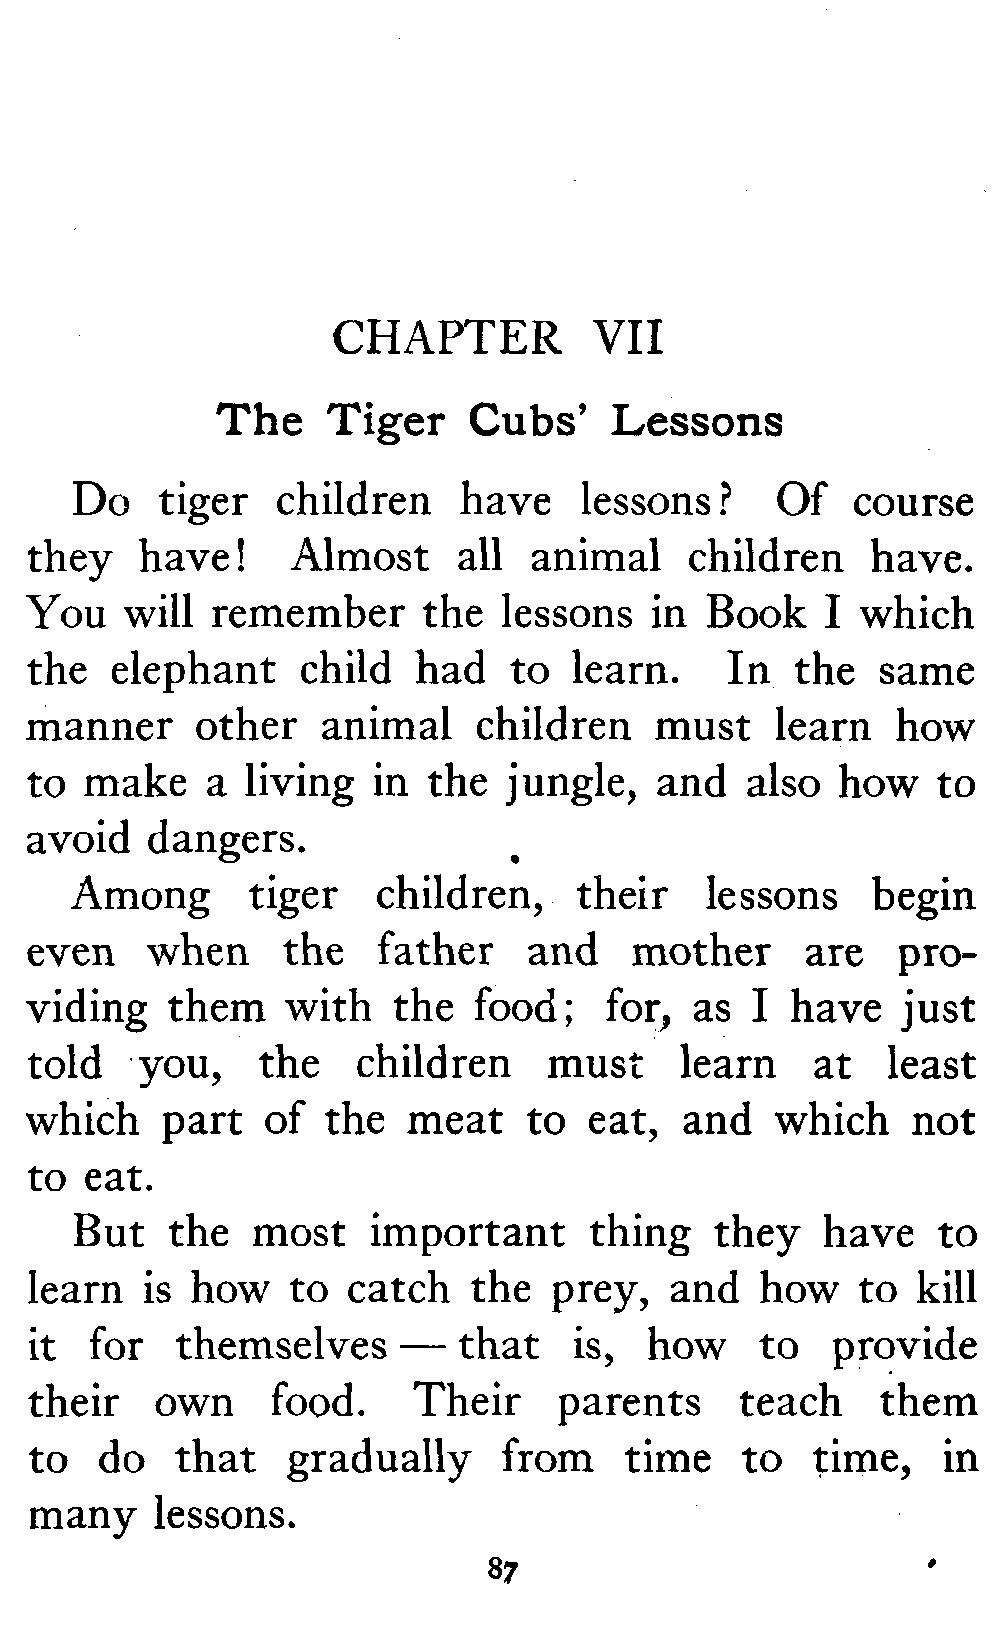 CHAPTER VII
The Tiger Cubs' Lessons
Do tiger children have lessons? Of course
they have! Almost all animal children have.
You will remember the lessons in Book I which
the elephant child had to learn. In the same
manner other animal children must learn how
to make a living in the jungle, and also how to
avoid dangers.
Among tiger children, their lessons begin
even when the father and mother are pro-
viding them with the food; for, as I have just
told you, the children must learn at least
which part of the meat to eat, and which not
to eat.
But the most important thing they have to
learn is how to catch the prey, and how to kill
it for themselves — that is, how to provide
their own food. Their parents teach them
to do that gradually from time to time, in
many lessons.
87